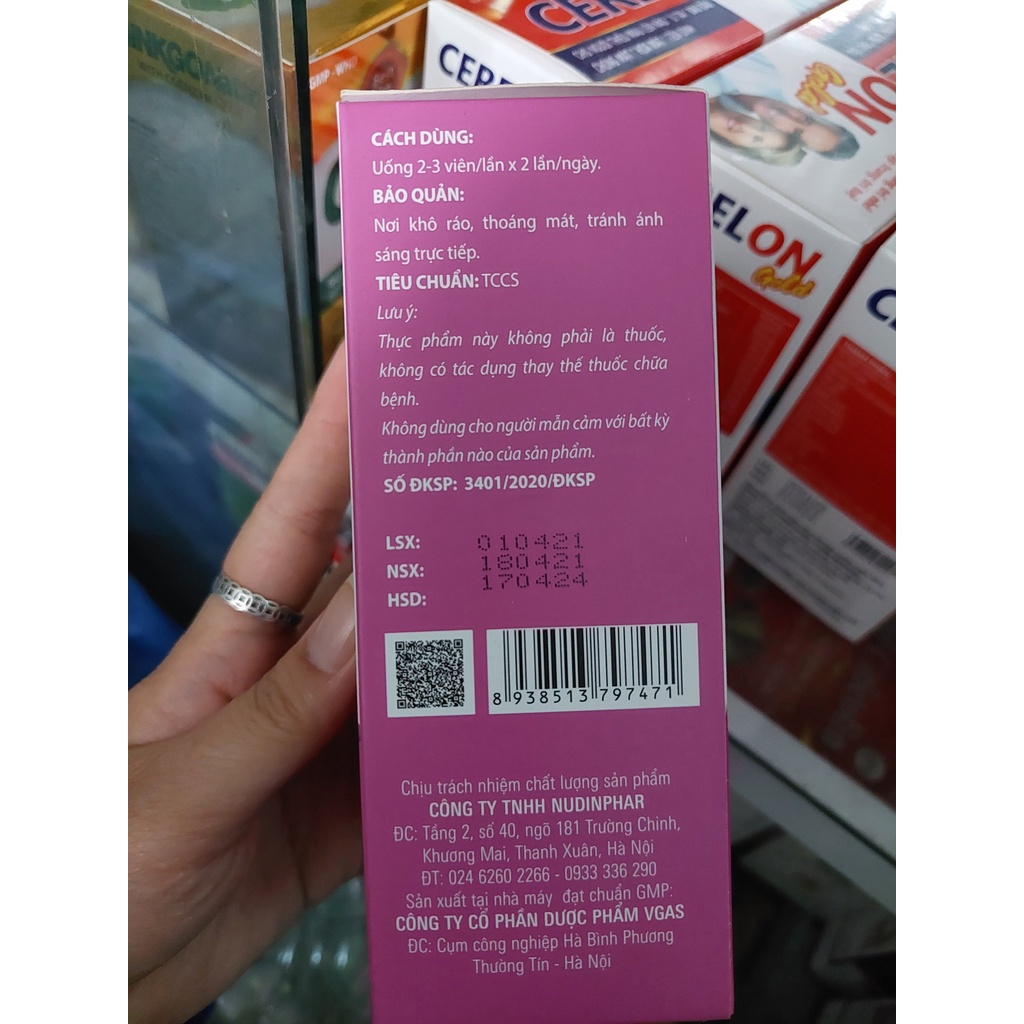 GMP - WHO
CEREL
CÁCH DÙNG:
Uống 2-3 viên/lần x 2 lần/ngày.
BẢO QUẢN:
Nơi khô ráo, thoáng mát, tránh ánh
sáng trực tiếp.
TIÊU CHUẨN: TCCS
Lưu ý:
Thực phẩm này không phải là thuốc,
không có tác dụng thay thế thuốc chữa
bệnh.
Không dùng cho người mẫn cảm với bất kỳ
thành phần nào của sản phẩm.
SỐ ĐKSP: 3401/2020/ĐKSP
LSX: 010421
NSX: 180421
HSD: 170424
8 938513 797471
Chịu trách nhiệm chất lượng sản phẩm
CÔNG TY TNHH NUDINPHAR
ĐC: Tầng 2, số 40, ngõ 181 Trường Chinh,
Khương Mai, Thanh Xuân, Hà Nội
ĐT: 024 6260 2266 - 0933 336 290
Sản xuất tại nhà máy đạt chuẩn GMP:
CÔNG TY CỔ PHẦN DƯỢC PHẨM VGAS
ĐC: Cụm công nghiệp Hà Bình Phương
Thường Tín - Hà Nội
ELON
Gold